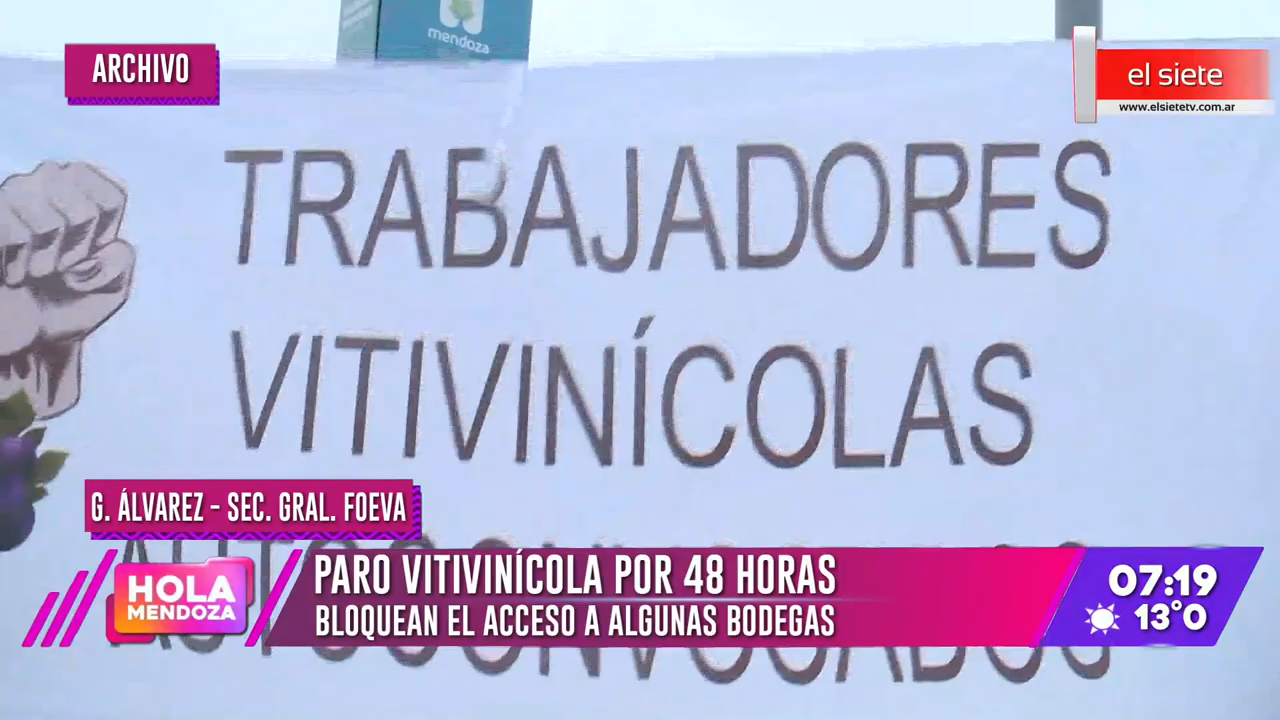 mendoza
ARCHIVO
el siete
www.elsietetv.com.ar
TRABAJADORES
VITIVINÍCOLAS
G. ÁLVAREZ - SEC. GRAL. FOEVA
AUTOCONVOCADOS
HOLA
MENDOZA
PARO VITIVINÍCOLA POR 48 HORAS
BLOQUEAN EL ACCESO A ALGUNAS BODEGAS
07:19
13°0